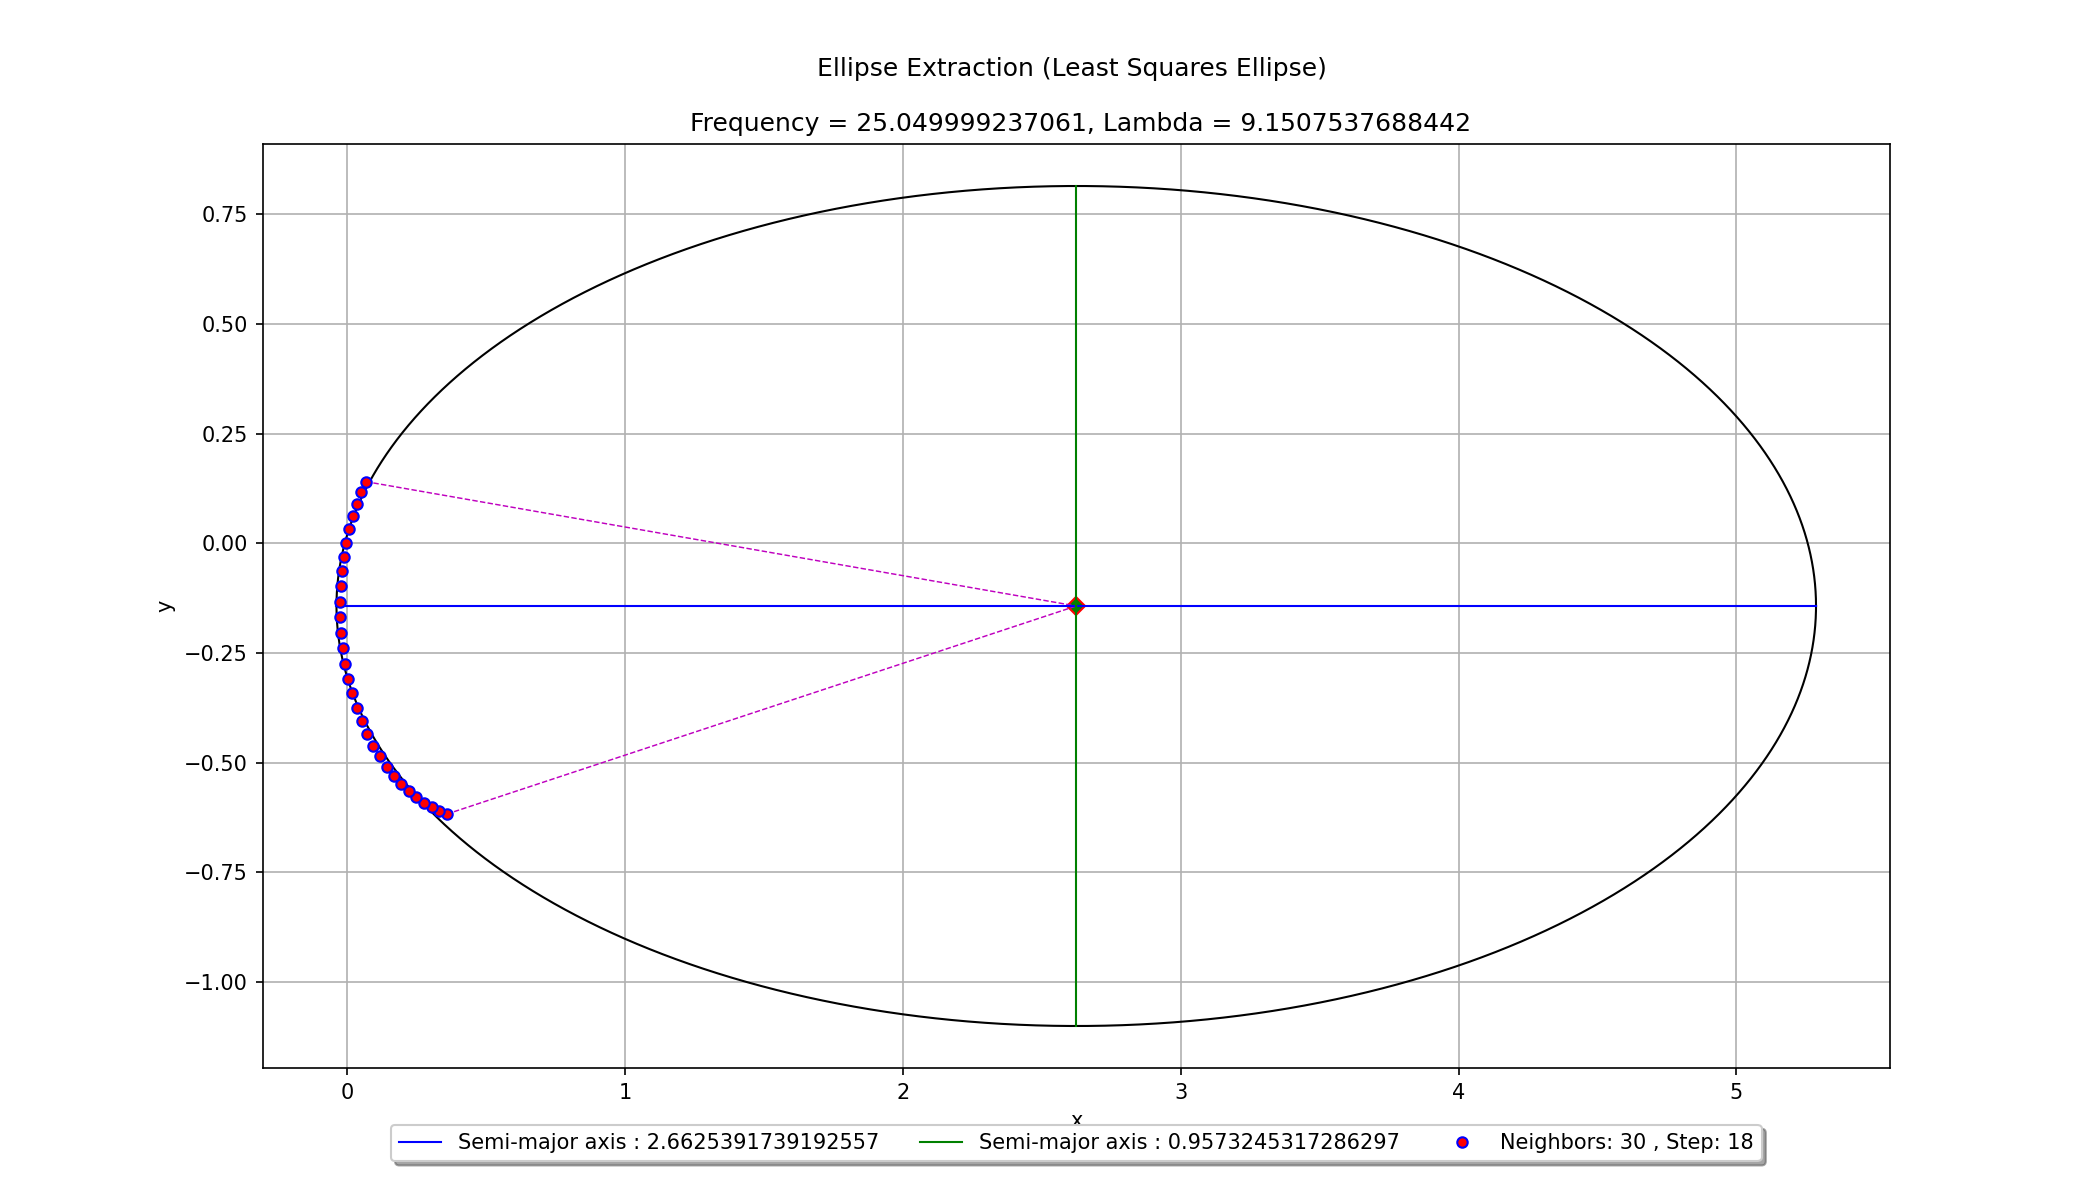 Ellipse Extraction (Least Squares Ellipse)
Frequency = 25.049999237061, Lambda = 9.1507537688442
0.75
0.50
0.25
0.00
−0.25
−0.50
−0.75
−1.00
y
0 1 2 3 4 5
x
Semi-major axis : 2.6625391739192557 Semi-major axis : 0.9573245317286297 Neighbors: 30 , Step: 18